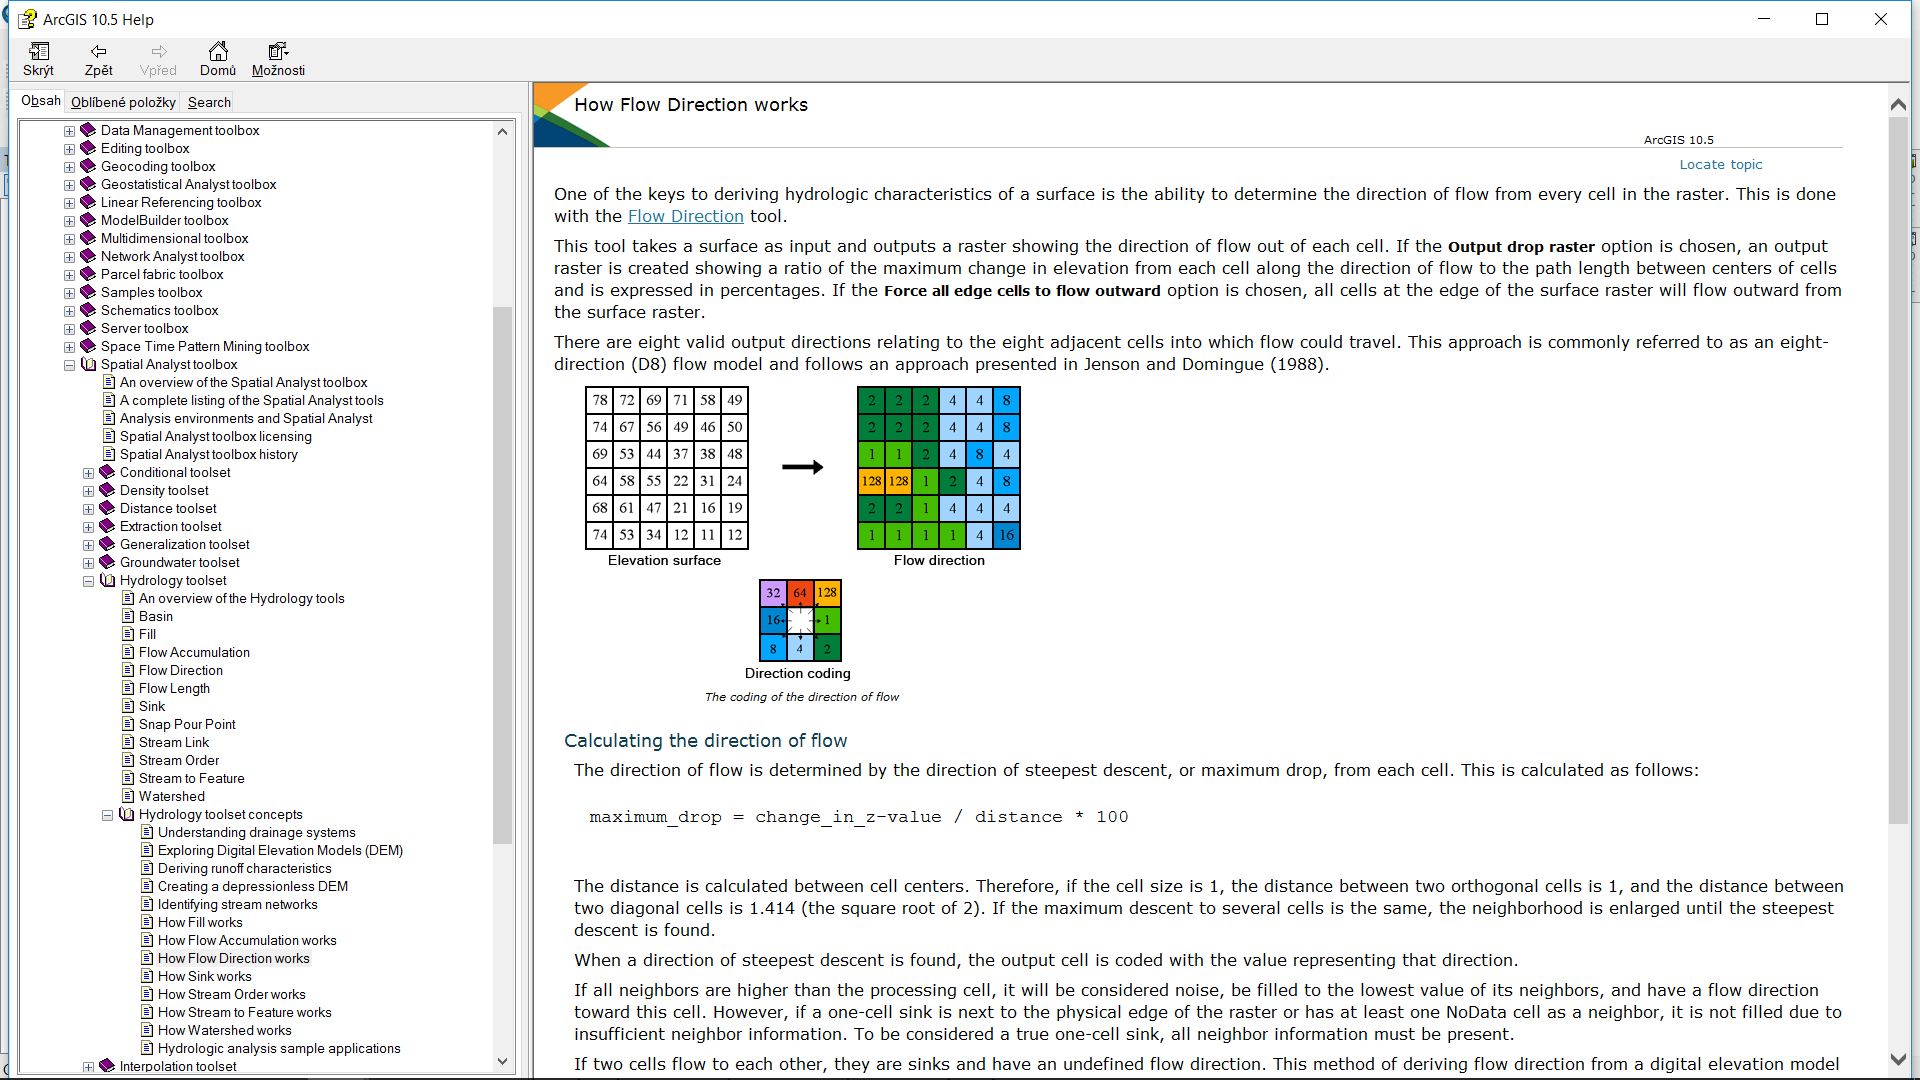 ArcGIS 10.5 Help
Skrýt Zpět Vpřed Domů Možnosti
Obsah Oblíbené položky Search
Data Management toolbox
Editing toolbox
Geocoding toolbox
Geostatistical Analyst toolbox
Linear Referencing toolbox
ModelBuilder toolbox
Multidimensional toolbox
Network Analyst toolbox
Parcel fabric toolbox
Samples toolbox
Schematics toolbox
Server toolbox
Space Time Pattern Mining toolbox
Spatial Analyst toolbox
An overview of the Spatial Analyst toolbox
A complete listing of the Spatial Analyst tools
Analysis environments and Spatial Analyst
Spatial Analyst toolbox licensing
Spatial Analyst toolbox history
Conditional toolset
Density toolset
Distance toolset
Extraction toolset
Generalization toolset
Groundwater toolset
Hydrology toolset
An overview of the Hydrology tools
Basin
Fill
Flow Accumulation
Flow Direction
Flow Length
Sink
Snap Pour Point
Stream Link
Stream Order
Stream to Feature
Watershed
Hydrology toolset concepts
Understanding drainage systems
Exploring Digital Elevation Models (DEM)
Deriving runoff characteristics
Creating a depressionless DEM
Identifying stream networks
How Fill works
How Flow Accumulation works
How Flow Direction works
How Sink works
How Stream Order works
How Stream to Feature works
How Watershed works
Hydrologic analysis sample applications
Interpolation toolset
How Flow Direction works
ArcGIS 10.5
Locate topic
One of the keys to deriving hydrologic characteristics of a surface is the ability to determine the direction of flow from every cell in the raster. This is done
with the Flow Direction tool.
This tool takes a surface as input and outputs a raster showing the direction of flow out of each cell. If the Output drop raster option is chosen, an output
raster is created showing a ratio of the maximum change in elevation from each cell along the direction of flow to the path length between centers of cells
and is expressed in percentages. If the Force all edge cells to flow outward option is chosen, all cells at the edge of the surface raster will flow outward from
the surface raster.
There are eight valid output directions relating to the eight adjacent cells into which flow could travel. This approach is commonly referred to as an eight-
direction (D8) flow model and follows an approach presented in Jenson and Domingue (1988).
78 72 69 71 58 49
74 67 56 49 46 50
69 53 44 37 38 48
64 58 55 22 31 24
68 61 47 21 16 19
74 53 34 12 11 12
Elevation surface
2 2 2 4 4 8
2 2 2 4 4 8
1 1 2 4 8 4
128 128 1 2 4 8
2 2 1 4 4 4
1 1 1 1 4 16
Flow direction
32 64 128
16 1
8 4 2
Direction coding
The coding of the direction of flow
Calculating the direction of flow
The direction of flow is determined by the direction of steepest descent, or maximum drop, from each cell. This is calculated as follows:
maximum_drop = change_in_z-value / distance * 100
The distance is calculated between cell centers. Therefore, if the cell size is 1, the distance between two orthogonal cells is 1, and the distance between
two diagonal cells is 1.414 (the square root of 2). If the maximum descent to several cells is the same, the neighborhood is enlarged until the steepest
descent is found.
When a direction of steepest descent is found, the output cell is coded with the value representing that direction.
If all neighbors are higher than the processing cell, it will be considered noise, be filled to the lowest value of its neighbors, and have a flow direction
toward this cell. However, if a one-cell sink is next to the physical edge of the raster or has at least one NoData cell as a neighbor, it is not filled due to
insufficient neighbor information. To be considered a true one-cell sink, all neighbor information must be present.
If two cells flow to each other, they are sinks and have an undefined flow direction. This method of deriving flow direction from a digital elevation model